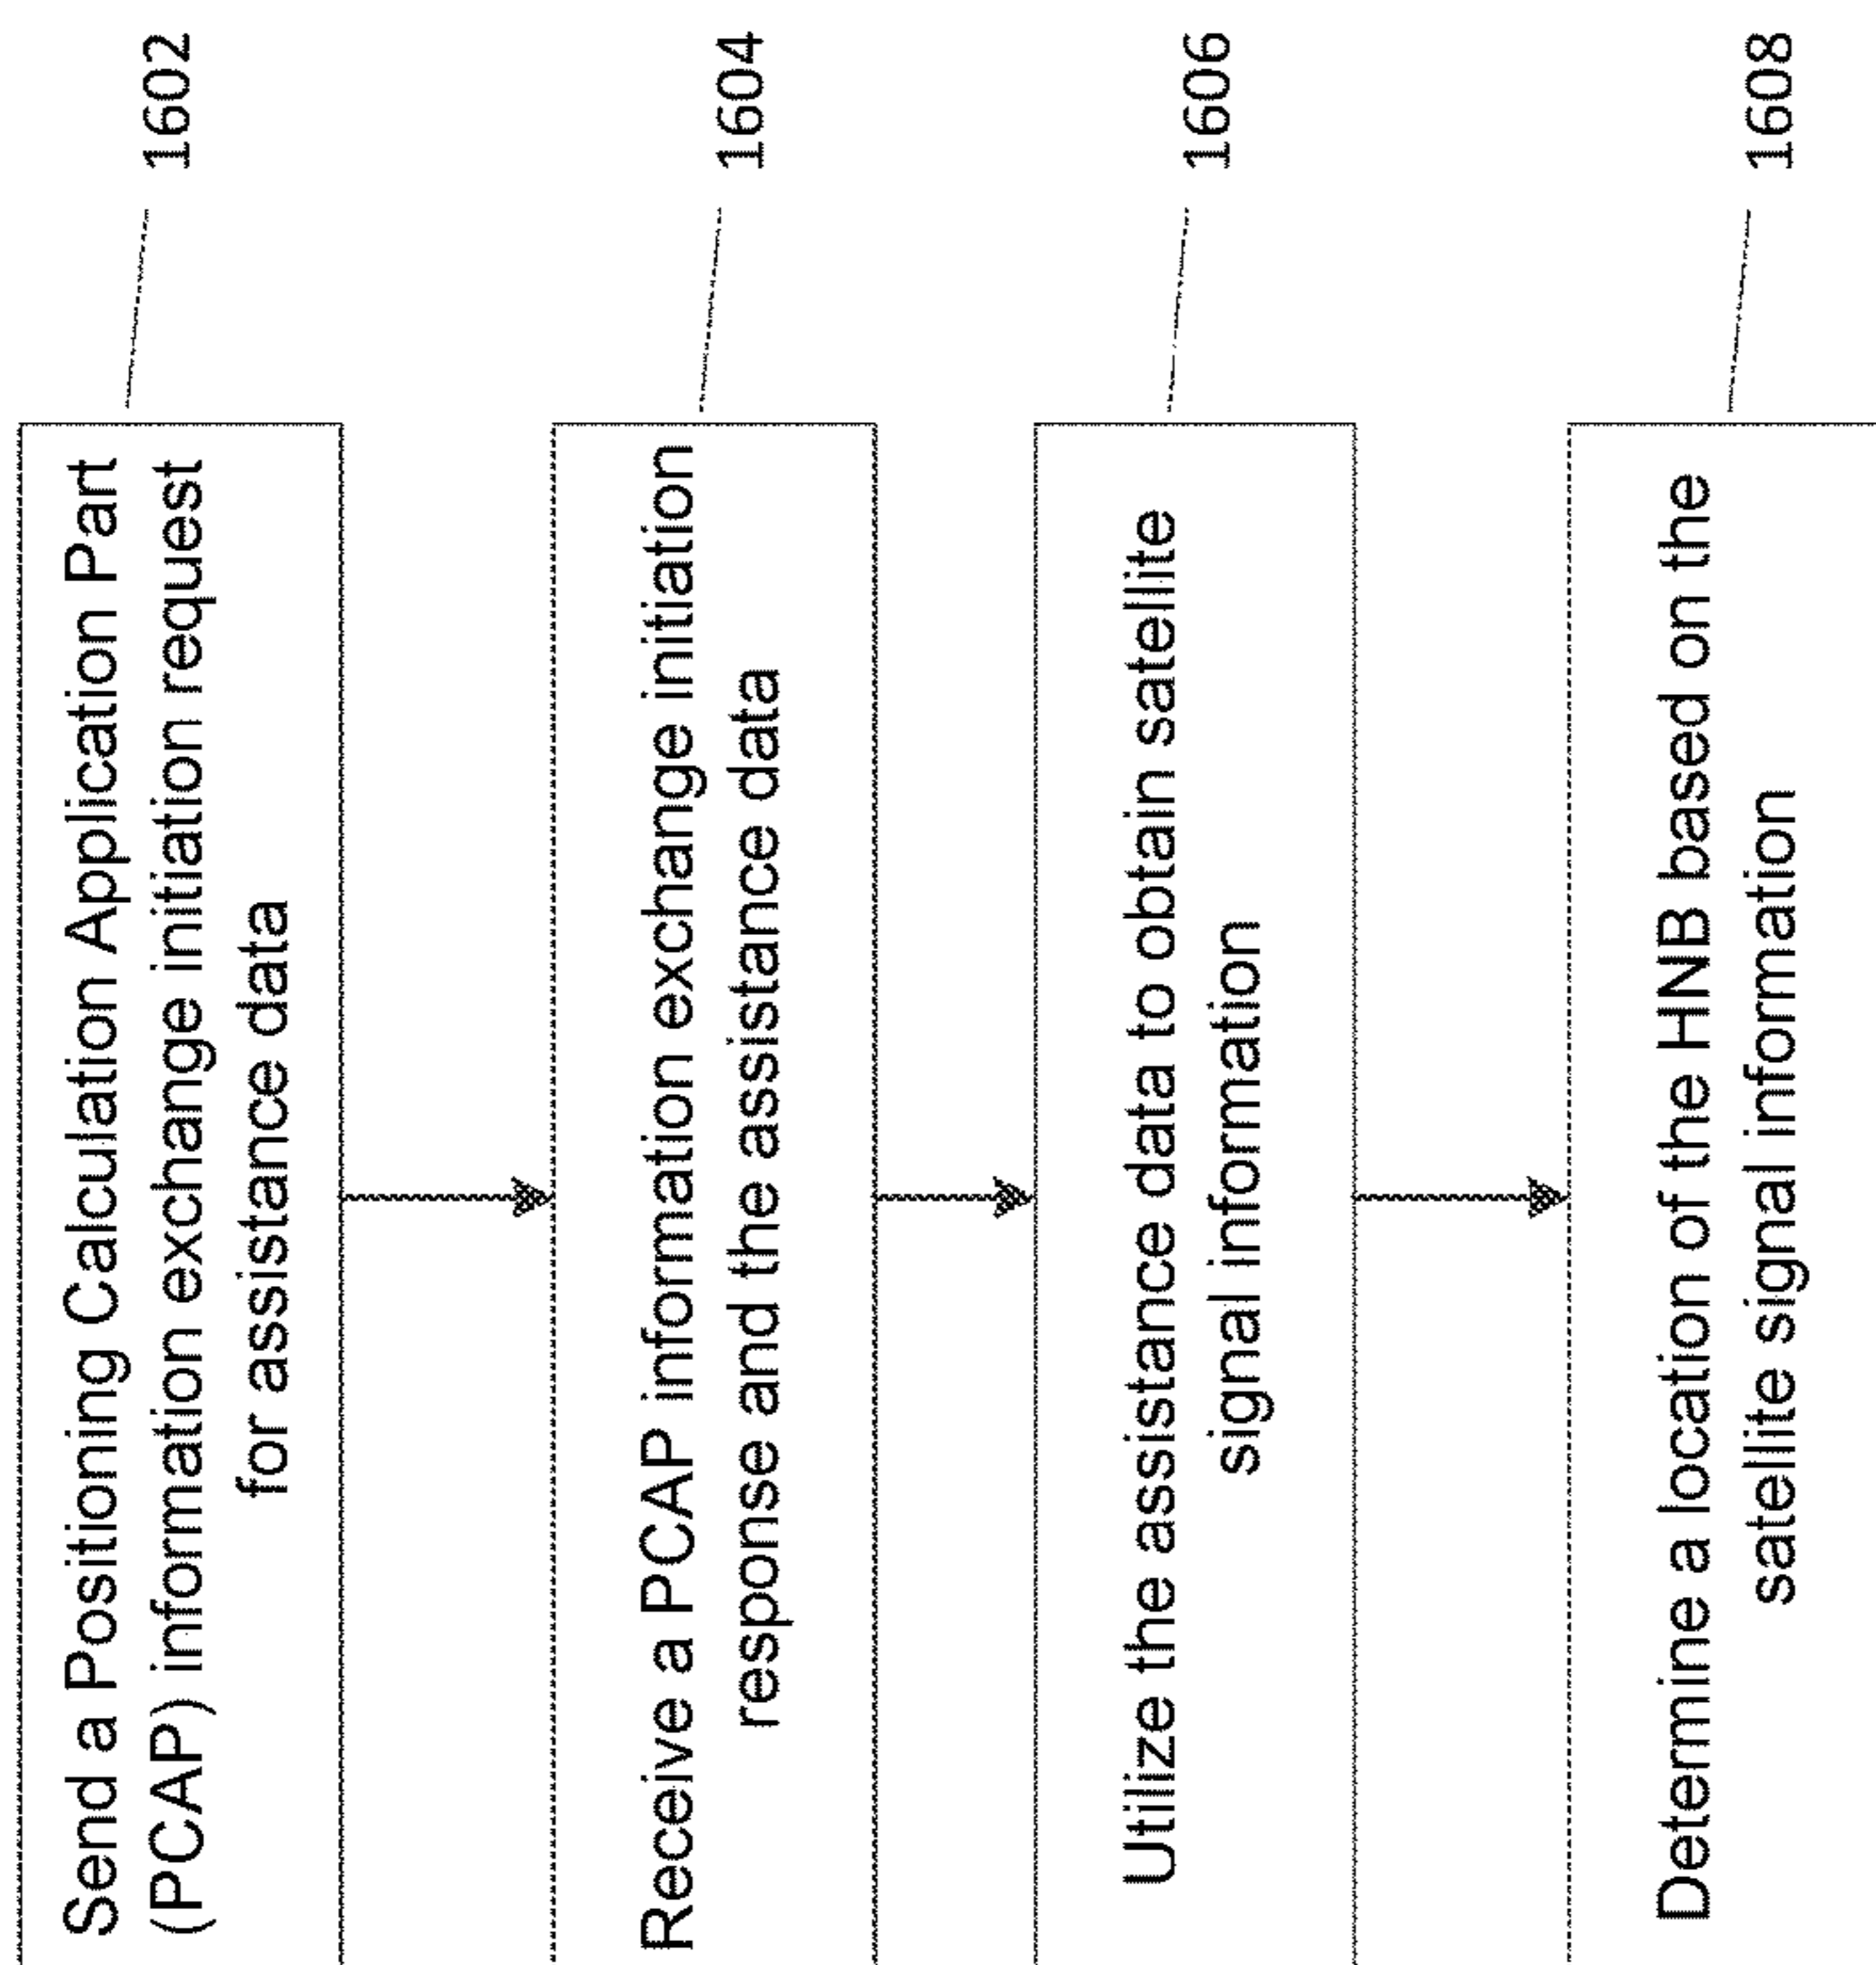 Send a Positioning Calculation Application Part
(PCAP) information exchange initiation request
for assistance data
1602
Receive a PCAP information exchange initiation
response and the assistance data
1604
Utilize the assistance data to obtain satellite
signal information
1606
Determine a location of the HNB based on the
satellite signal information
1608